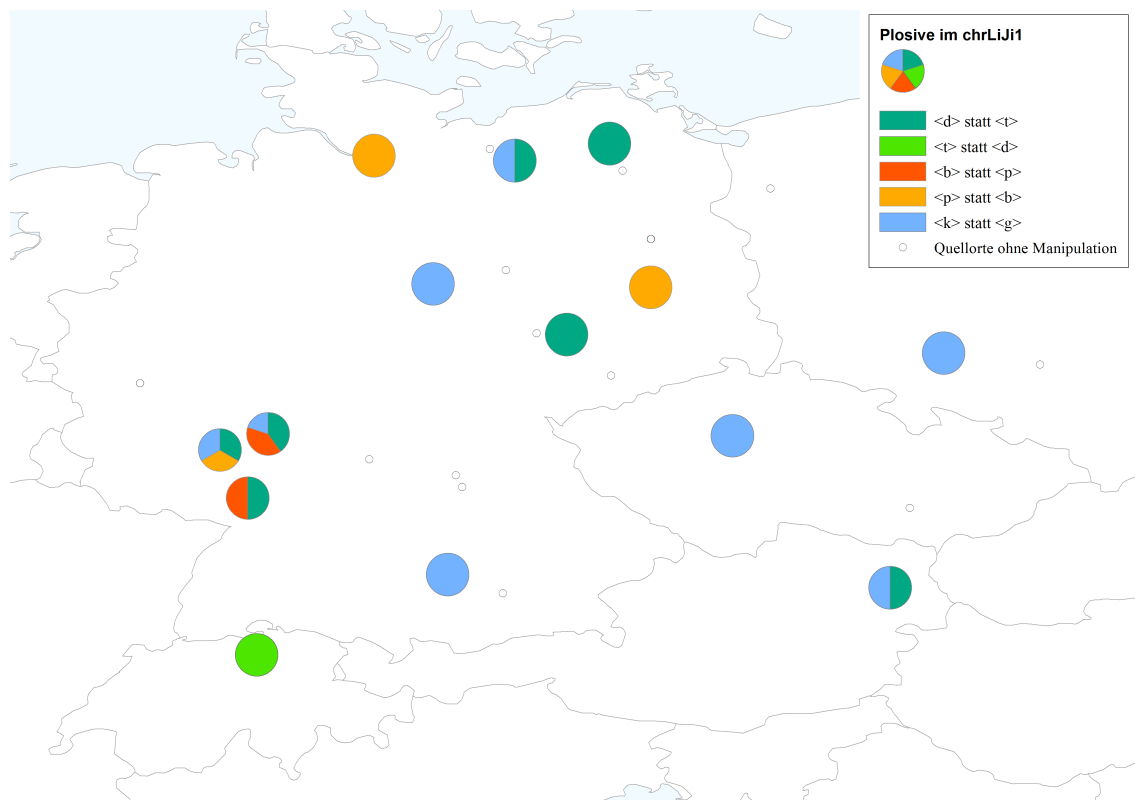 Plosive im chrLiJi1
<d> statt <t>
<t> statt <d>
<b> statt <p>
<p> statt <b>
<k> statt <g>
Quellorte ohne Manipulation